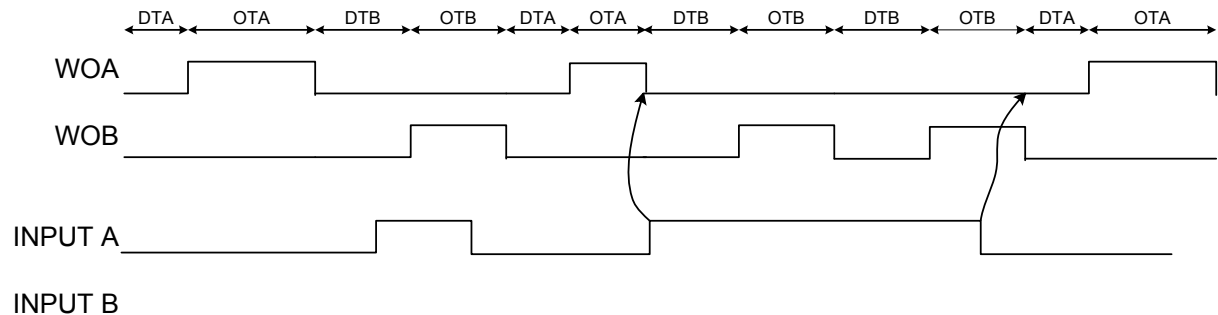 DTA OTA DTB OTB DTA OTA DTB OTB DTB OTB DTA OTA
WOA
WOB
INPUT A
INPUT B